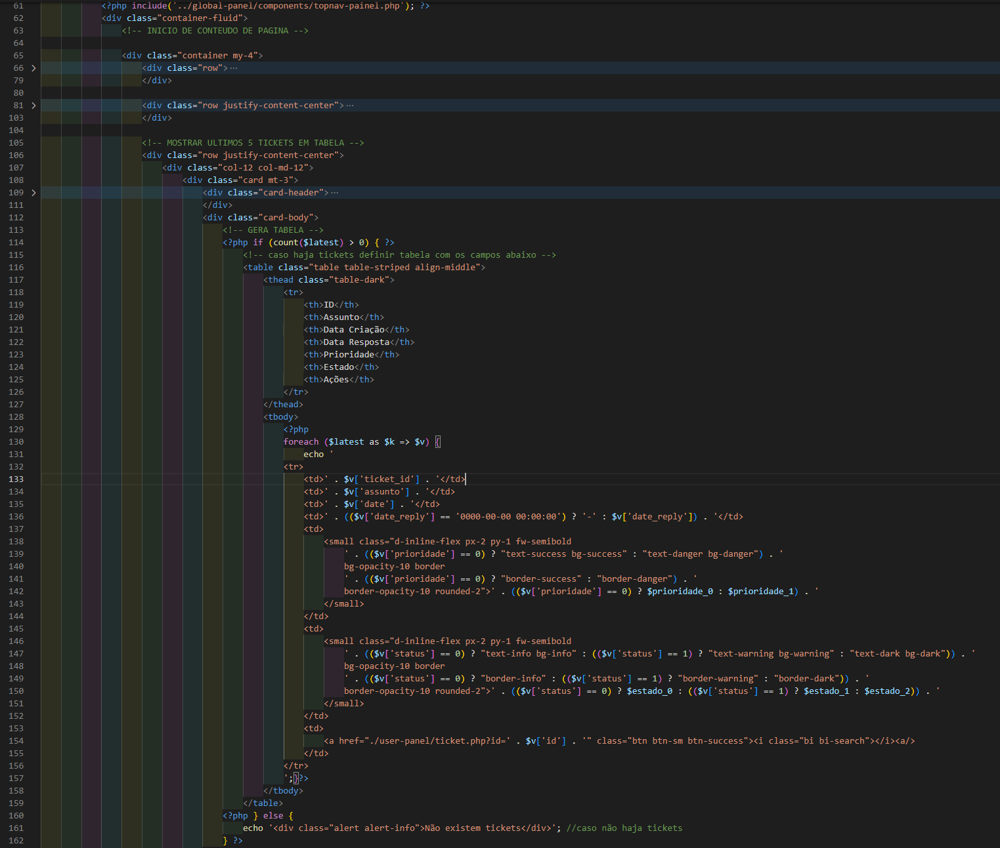 61 <?php include('../global-panel/components/topnav-painel.php'); ?>
62 <div class="container-fluid">
63 <!-- INICIO DE CONTEUDO DE PAGINA -->
64
65 <div class="container my-4">
66 <div class="row">···
79 </div>
80
81 <div class="row justify-content-center">···
103 </div>
104
105 <!-- MOSTRAR ULTIMOS 5 TICKETS EM TABELA -->
106 <div class="row justify-content-center">
107 <div class="col-12 col-md-12">
108 <div class="card mt-3">
109 <div class="card-header">···
111 </div>
112 <div class="card-body">
113 <!-- GERA TABELA -->
114 <?php if (count($latest) > 0) { ?>
115 <!-- caso haja tickets definir tabela com os campos abaixo -->
116 <table class="table table-striped align-middle">
117 <thead class="table-dark">
118 <tr>
119 <th>ID</th>
120 <th>Assunto</th>
121 <th>Data Criação</th>
122 <th>Data Resposta</th>
123 <th>Prioridade</th>
124 <th>Estado</th>
125 <th>Ações</th>
126 </tr>
127 </thead>
128 <tbody>
129 <?php
130 foreach ($latest as $k => $v) {
131 echo '
132 <tr>
133 <td>' . $v['ticket_id'] . '</td>
134 <td>' . $v['assunto'] . '</td>
135 <td>' . $v['date'] . '</td>
136 <td>' . (($v['date_reply'] == '0000-00-00 00:00:00') ? '-' : $v['date_reply']) . '</td>
137 <td>
138 <small class="d-inline-flex px-2 py-1 fw-semibold
139 ' . (($v['prioridade'] == 0) ? "text-success bg-success" : "text-danger bg-danger") . '
140 bg-opacity-10 border
141 ' . (($v['prioridade'] == 0) ? "border-success" : "border-danger") . '
142 border-opacity-10 rounded-2">' . (($v['prioridade'] == 0) ? $prioridade_0 : $prioridade_1) . '
143 </small>
144 </td>
145 <td>
146 <small class="d-inline-flex px-2 py-1 fw-semibold
147 ' . (($v['status'] == 0) ? "text-info bg-info" : (($v['status'] == 1) ? "text-warning bg-warning" : "text-dark bg-dark")) . '
148 bg-opacity-10 border
149 ' . (($v['status'] == 0) ? "border-info" : (($v['status'] == 1) ? "border-warning" : "border-dark")) . '
150 border-opacity-10 rounded-2">' . (($v['status'] == 0) ? $estado_0 : (($v['status'] == 1) ? $estado_1 : $estado_2)) . '
151 </small>
152 </td>
153 <td>
154 <a href="./user-panel/ticket.php?id=' . $v['id'] . '" class="btn btn-sm btn-success"><i class="bi bi-search"></i><a/>
155 </td>
156 </tr>
157 ';}?>
158 </tbody>
159 </table>
160 <?php } else {
161 echo '<div class="alert alert-info">Não existem tickets</div>'; //caso não haja tickets
162 } ?>